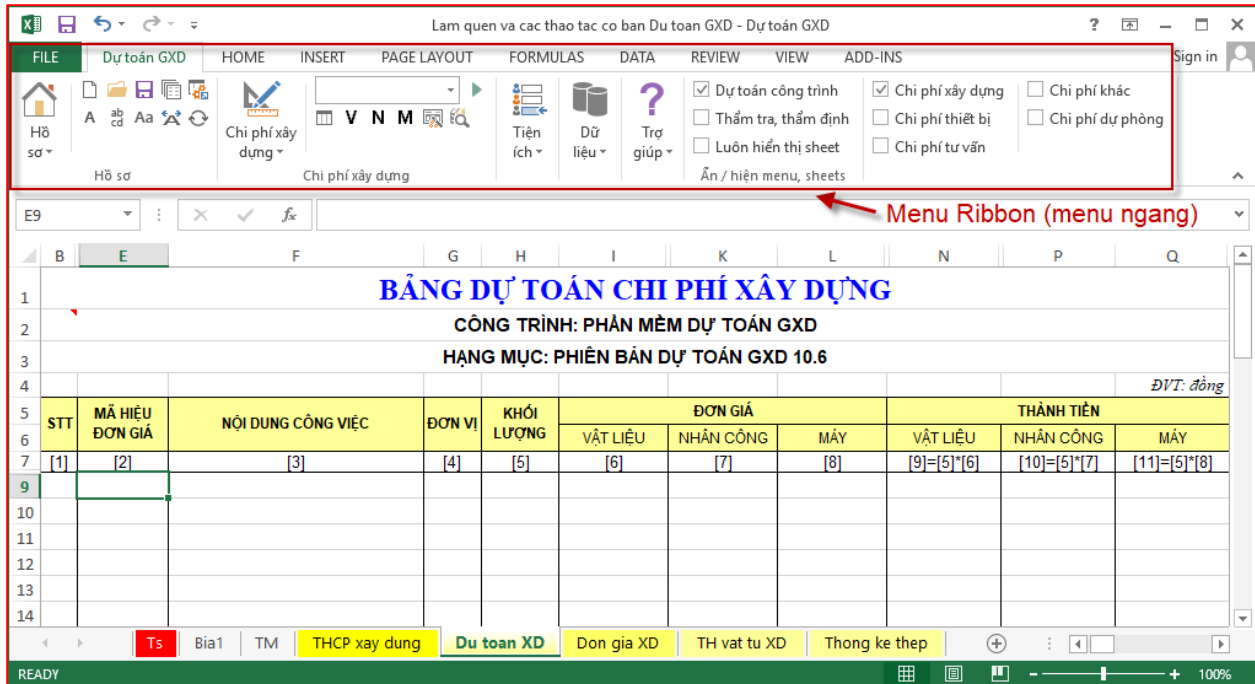 Lam quen va cac thao tac co ban Du toan GXD - Dự toán GXD
FILE Dự toán GXD HOME INSERT PAGE LAYOUT FORMULAS DATA REVIEW VIEW ADD-INS Sign in
Hồ sơ
A ab cd Aa
Chi phí xây dựng
V N M
Tiện ích
Dữ liệu
Trợ giúp
Dự toán công trình
Thẩm tra, thẩm định
Luôn hiển thị sheet
Chi phí xây dựng
Chi phí thiết bị
Chi phí tư vấn
Chi phí khác
Chi phí dự phòng
Hồ sơ Chi phí xây dựng Ẩn / hiện menu, sheets
Menu Ribbon (menu ngang)
E9 fx
B E F G H I K L N P Q
1 BẢNG DỰ TOÁN CHI PHÍ XÂY DỰNG
2 CÔNG TRÌNH: PHẦN MỀM DỰ TOÁN GXD
3 HẠNG MỤC: PHIÊN BẢN DỰ TOÁN GXD 10.6
4 ĐVT: đồng
5 STT MÃ HIỆU ĐƠN GIÁ NỘI DUNG CÔNG VIỆC ĐƠN VỊ KHỐI LƯỢNG ĐƠN GIÁ THÀNH TIỀN
6 VẬT LIỆU NHÂN CÔNG MÁY VẬT LIỆU NHÂN CÔNG MÁY
7 [1] [2] [3] [4] [5] [6] [7] [8] [9]=[5]*[6] [10]=[5]*[7] [11]=[5]*[8]
9
10
11
12
13
14
Ts Bia1 TM THCP xay dung Du toan XD Don gia XD TH vat tu XD Thong ke thep
READY 100%